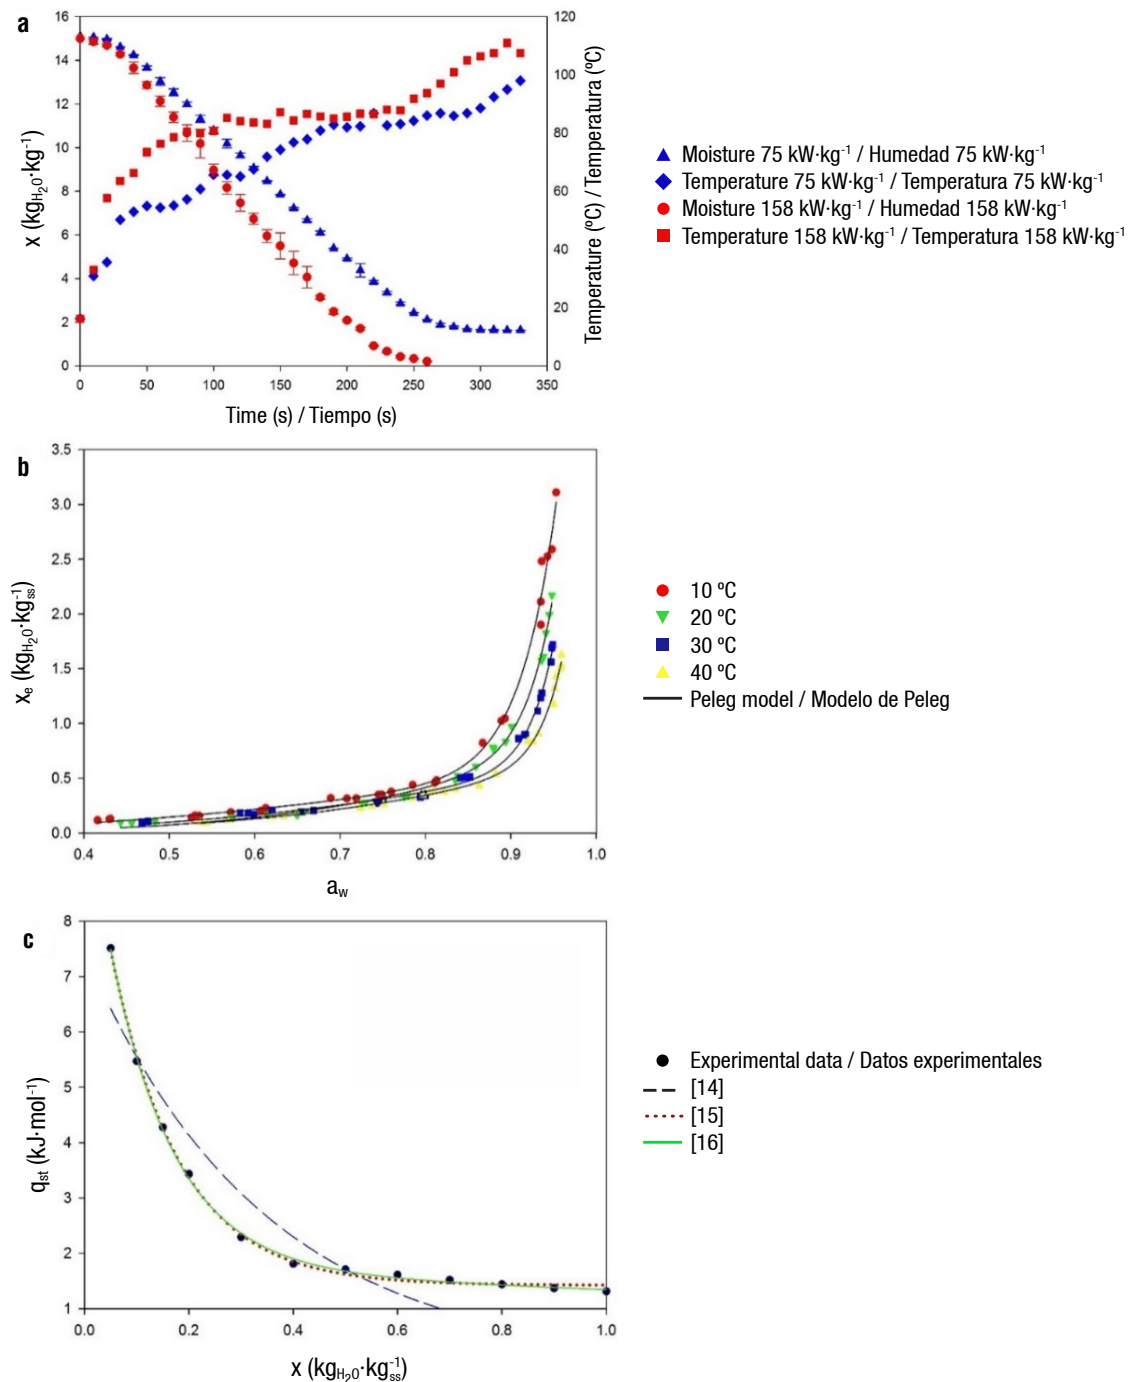 a
16
14
12
10
8
6
4
2
0
x (kgH2O·kg-1)
120
100
80
60
40
20
0
Temperature (ºC) / Temperatura (ºC)
0 50 100 150 200 250 300 350
Time (s) / Tiempo (s)
Moisture 75 kW·kg-1 / Humedad 75 kW·kg-1
Temperature 75 kW·kg-1 / Temperatura 75 kW·kg-1
Moisture 158 kW·kg-1 / Humedad 158 kW·kg-1
Temperature 158 kW·kg-1 / Temperatura 158 kW·kg-1
b
3.5
3.0
2.5
2.0
1.5
1.0
0.5
0.0
xe (kgH2O·kgss-1)
0.4 0.5 0.6 0.7 0.8 0.9 1.0
aw
10 ºC
20 ºC
30 ºC
40 ºC
Peleg model / Modelo de Peleg
c
8
7
6
5
4
3
2
1
qst (kJ·mol-1)
0.0 0.2 0.4 0.6 0.8 1.0
x (kgH2O·kgss-1)
Experimental data / Datos experimentales
[14]
[15]
[16]